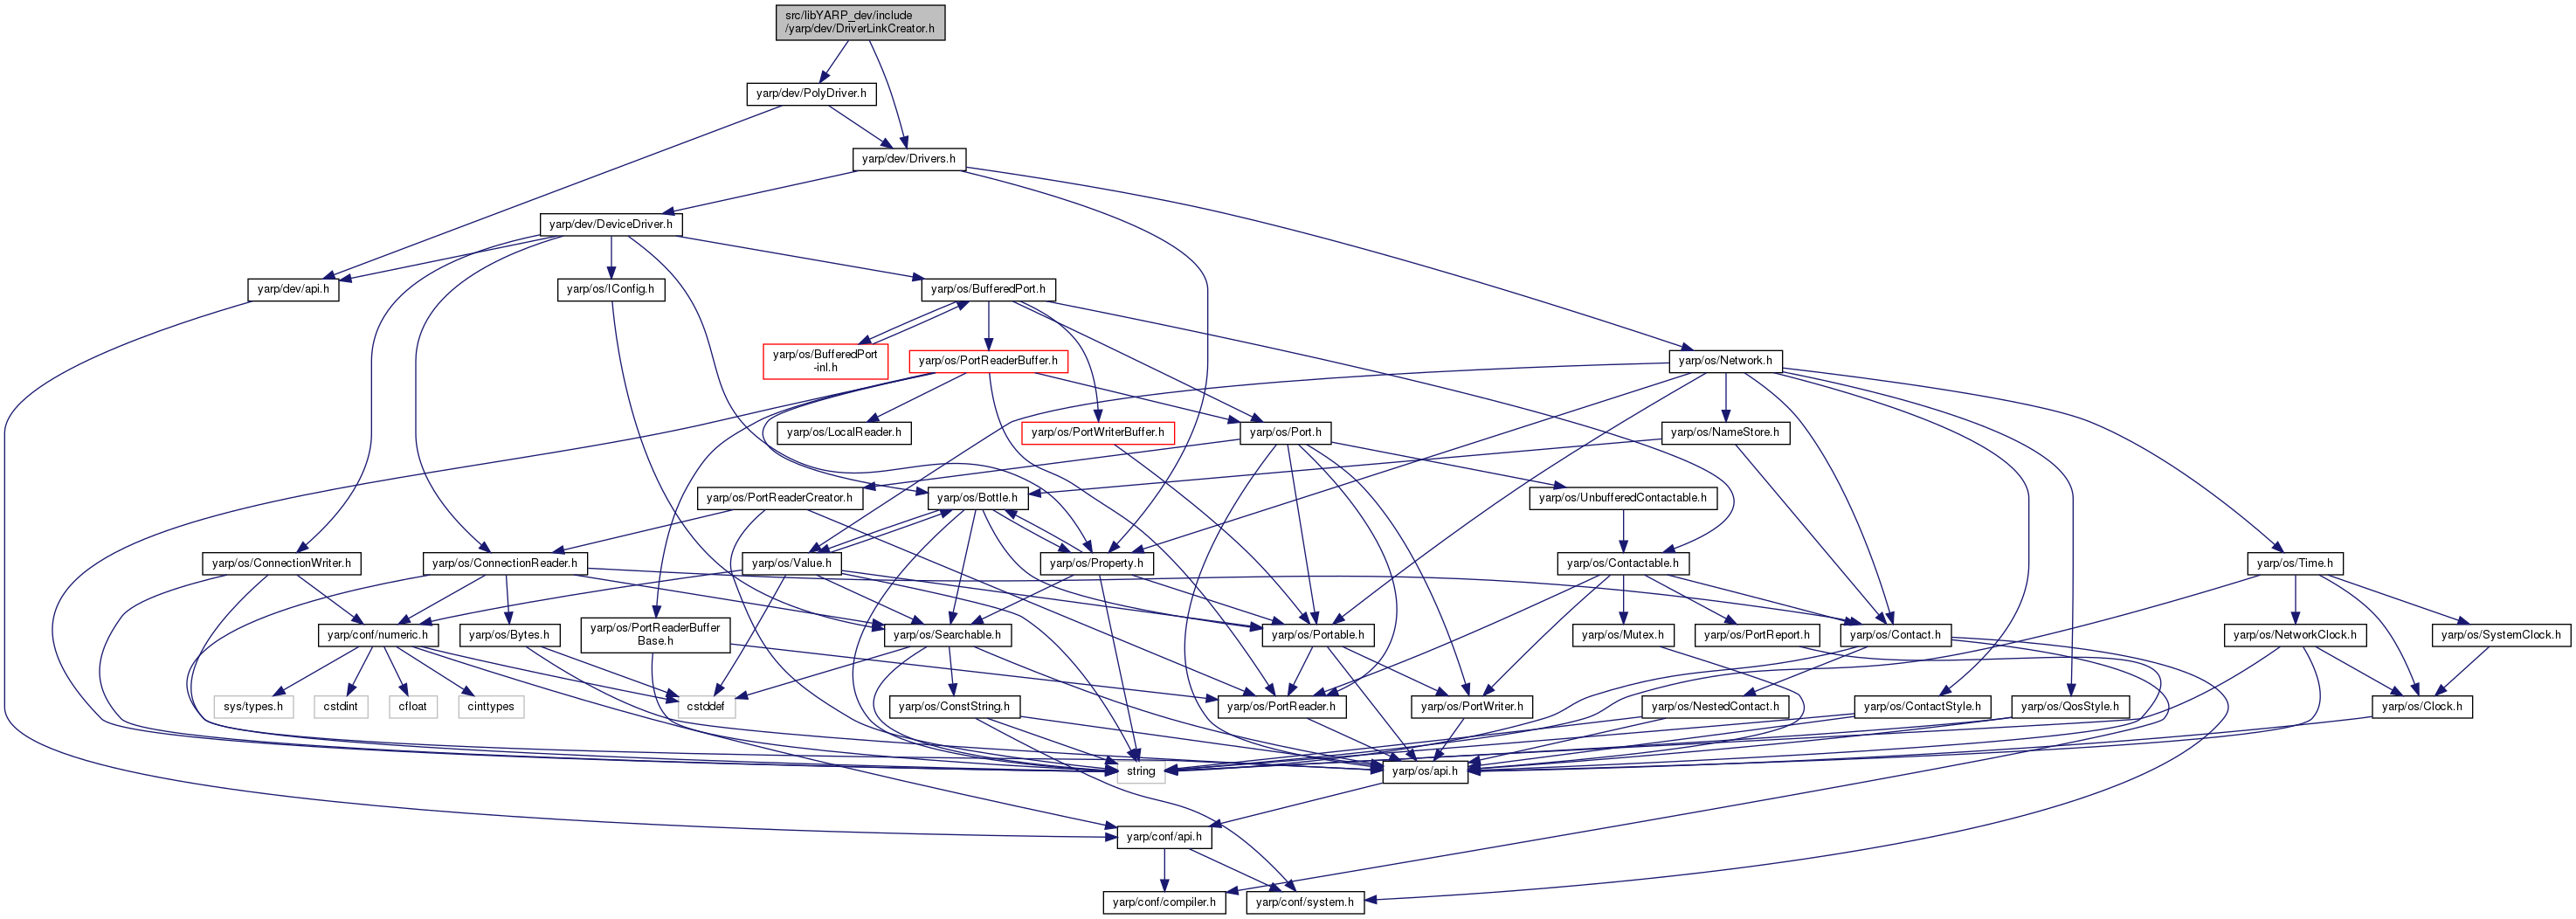 src/libYARP_dev/include
/yarp/dev/DriverLinkCreator.h
yarp/dev/PolyDriver.h
yarp/dev/Drivers.h
yarp/dev/DeviceDriver.h
yarp/dev/api.h
yarp/os/IConfig.h
yarp/os/BufferedPort.h
yarp/os/BufferedPort
-inl.h
yarp/os/PortReaderBuffer.h
yarp/os/Network.h
yarp/os/LocalReader.h
yarp/os/PortWriterBuffer.h
yarp/os/Port.h
yarp/os/NameStore.h
yarp/os/PortReaderCreator.h
yarp/os/Bottle.h
yarp/os/UnbufferedContactable.h
yarp/os/ConnectionWriter.h
yarp/os/ConnectionReader.h
yarp/os/Value.h
yarp/os/Property.h
yarp/os/Contactable.h
yarp/os/Time.h
yarp/conf/numeric.h
yarp/os/Bytes.h
yarp/os/PortReaderBuffer
Base.h
yarp/os/Searchable.h
yarp/os/Portable.h
yarp/os/Mutex.h
yarp/os/PortReport.h
yarp/os/Contact.h
yarp/os/NetworkClock.h
yarp/os/SystemClock.h
sys/types.h
cstdint
cfloat
cinttypes
cstddef
yarp/os/ConstString.h
yarp/os/PortReader.h
yarp/os/PortWriter.h
yarp/os/NestedContact.h
yarp/os/ContactStyle.h
yarp/os/QosStyle.h
yarp/os/Clock.h
string
yarp/os/api.h
yarp/conf/api.h
yarp/conf/compiler.h
yarp/conf/system.h